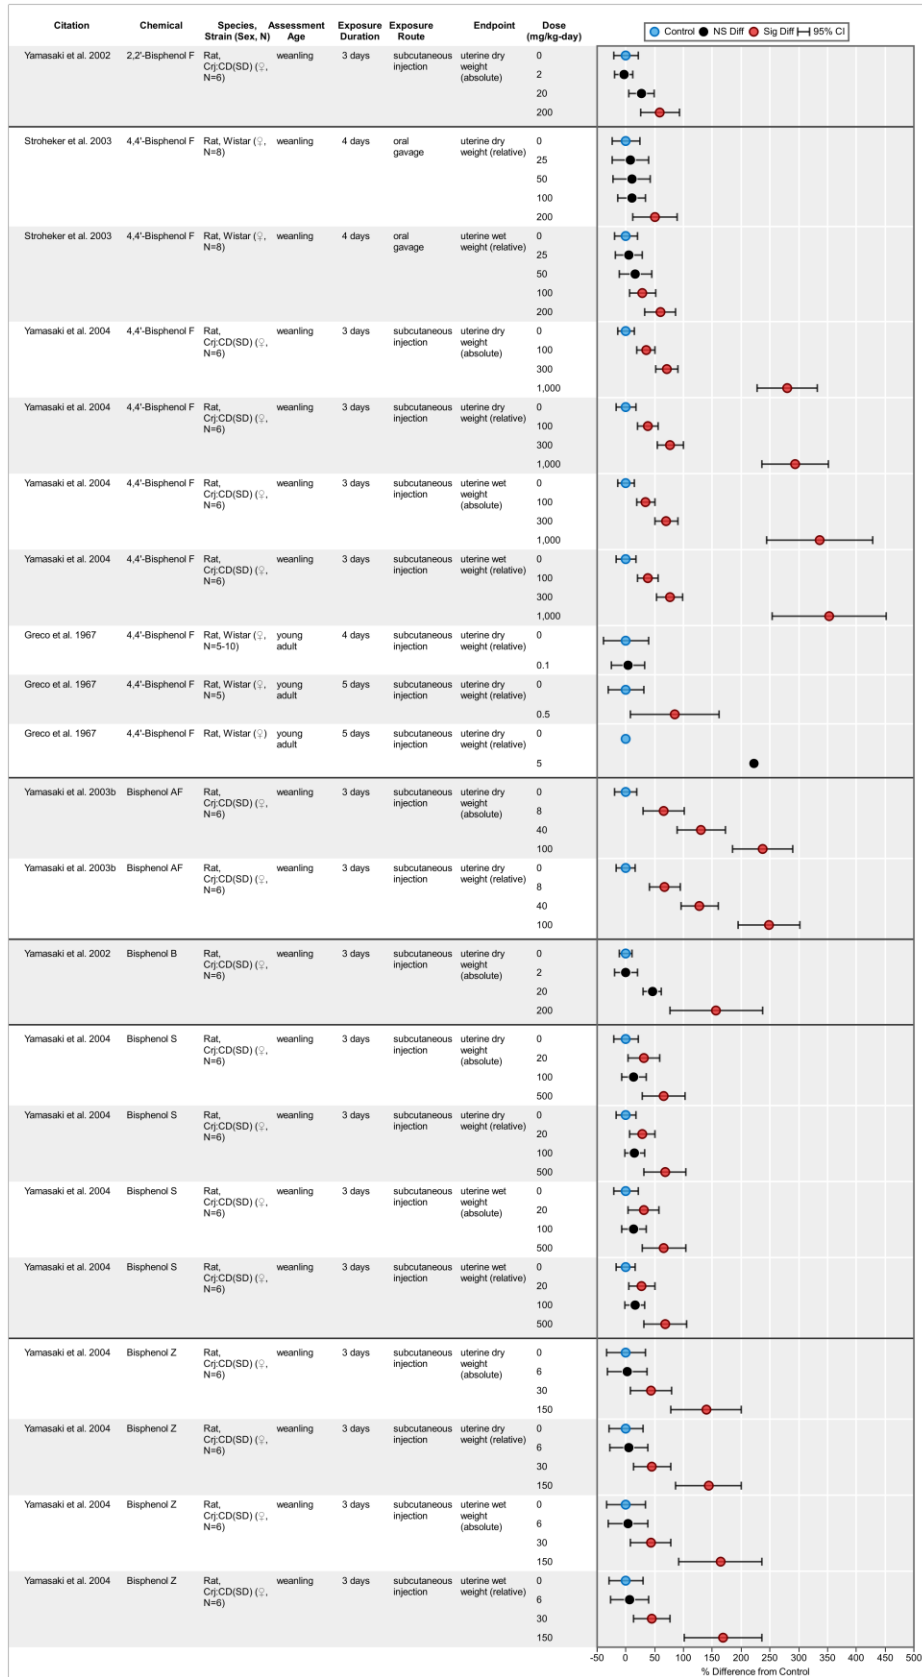 Citation Chemical Species, Strain (Sex, N) Assessment Age Exposure Duration Exposure Route Endpoint Dose (mg/kg-day)
Control NS Diff Sig Diff 95% CI
Yamasaki et al. 2002 2,2'-Bisphenol F Rat, Crj:CD(SD) (♀, N=6) weanling 3 days subcutaneous injection uterine dry weight (absolute) 0
2
20
200
Stroheker et al. 2003 4,4'-Bisphenol F Rat, Wistar (♀, N=8) weanling 4 days oral gavage uterine dry weight (relative) 0
25
50
100
200
Stroheker et al. 2003 4,4'-Bisphenol F Rat, Wistar (♀, N=8) weanling 4 days oral gavage uterine wet weight (relative) 0
25
50
100
200
Yamasaki et al. 2004 4,4'-Bisphenol F Rat, Crj:CD(SD) (♀, N=6) weanling 3 days subcutaneous injection uterine dry weight (absolute) 0
100
300
1,000
Yamasaki et al. 2004 4,4'-Bisphenol F Rat, Crj:CD(SD) (♀, N=6) weanling 3 days subcutaneous injection uterine dry weight (relative) 0
100
300
1,000
Yamasaki et al. 2004 4,4'-Bisphenol F Rat, Crj:CD(SD) (♀, N=6) weanling 3 days subcutaneous injection uterine wet weight (absolute) 0
100
300
1,000
Yamasaki et al. 2004 4,4'-Bisphenol F Rat, Crj:CD(SD) (♀, N=6) weanling 3 days subcutaneous injection uterine wet weight (relative) 0
100
300
1,000
Greco et al. 1967 4,4'-Bisphenol F Rat, Wistar (♀, N=5-10) young adult 4 days subcutaneous injection uterine dry weight (relative) 0
0.1
Greco et al. 1967 4,4'-Bisphenol F Rat, Wistar (♀, N=5) young adult 5 days subcutaneous injection uterine dry weight (relative) 0
0.5
Greco et al. 1967 4,4'-Bisphenol F Rat, Wistar (♀) young adult 5 days subcutaneous injection uterine dry weight (relative) 0
5
Yamasaki et al. 2003b Bisphenol AF Rat, Crj:CD(SD) (♀, N=6) weanling 3 days subcutaneous injection uterine dry weight (absolute) 0
8
40
100
Yamasaki et al. 2003b Bisphenol AF Rat, Crj:CD(SD) (♀, N=6) weanling 3 days subcutaneous injection uterine dry weight (relative) 0
8
40
100
Yamasaki et al. 2002 Bisphenol B Rat, Crj:CD(SD) (♀, N=6) weanling 3 days subcutaneous injection uterine dry weight (absolute) 0
2
20
200
Yamasaki et al. 2004 Bisphenol S Rat, Crj:CD(SD) (♀, N=6) weanling 3 days subcutaneous injection uterine dry weight (absolute) 0
20
100
500
Yamasaki et al. 2004 Bisphenol S Rat, Crj:CD(SD) (♀, N=6) weanling 3 days subcutaneous injection uterine dry weight (relative) 0
20
100
500
Yamasaki et al. 2004 Bisphenol S Rat, Crj:CD(SD) (♀, N=6) weanling 3 days subcutaneous injection uterine wet weight (absolute) 0
20
100
500
Yamasaki et al. 2004 Bisphenol S Rat, Crj:CD(SD) (♀, N=6) weanling 3 days subcutaneous injection uterine wet weight (relative) 0
20
100
500
Yamasaki et al. 2004 Bisphenol Z Rat, Crj:CD(SD) (♀, N=6) weanling 3 days subcutaneous injection uterine dry weight (absolute) 0
6
30
150
Yamasaki et al. 2004 Bisphenol Z Rat, Crj:CD(SD) (♀, N=6) weanling 3 days subcutaneous injection uterine dry weight (relative) 0
6
30
150
Yamasaki et al. 2004 Bisphenol Z Rat, Crj:CD(SD) (♀, N=6) weanling 3 days subcutaneous injection uterine wet weight (absolute) 0
6
30
150
Yamasaki et al. 2004 Bisphenol Z Rat, Crj:CD(SD) (♀, N=6) weanling 3 days subcutaneous injection uterine wet weight (relative) 0
6
30
150
-50 0 50 100 150 200 250 300 350 400 450 500
% Difference from Control